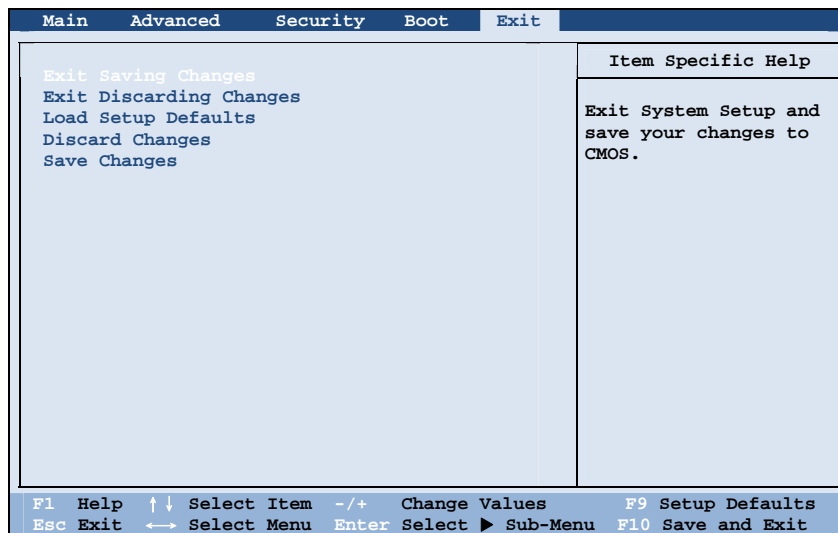 Main Advanced Security Boot Exit
Exit Saving Changes
Exit Discarding Changes
Load Setup Defaults
Discard Changes
Save Changes
Item Specific Help
Exit System Setup and
save your changes to
CMOS.
F1 Help ↑↓ Select Item -/+ Change Values F9 Setup Defaults
Esc Exit ←→ Select Menu Enter Select ▶ Sub-Menu F10 Save and Exit